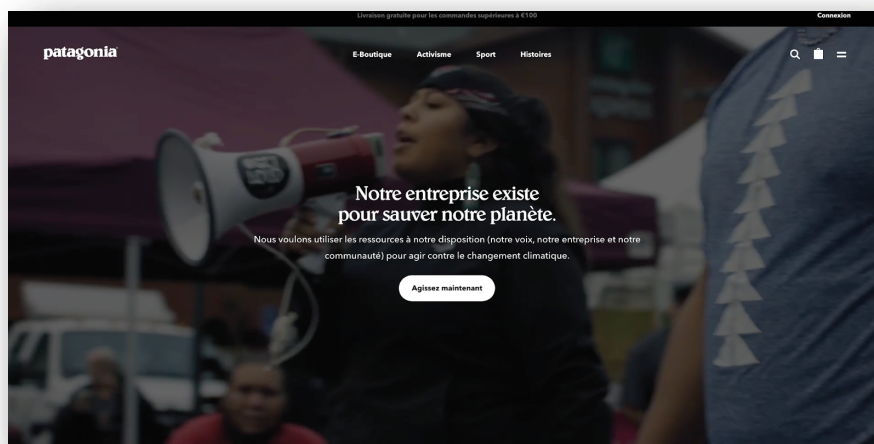 Livraison gratuite pour les commandes supérieures à €100
Connexion
patagonia
E-Boutique Activisme Sport Histoires
Notre entreprise existe
pour sauver notre planète.
Nous voulons utiliser les ressources à notre disposition (notre voix, notre entreprise et notre
communauté) pour agir contre le changement climatique.
Agissez maintenant